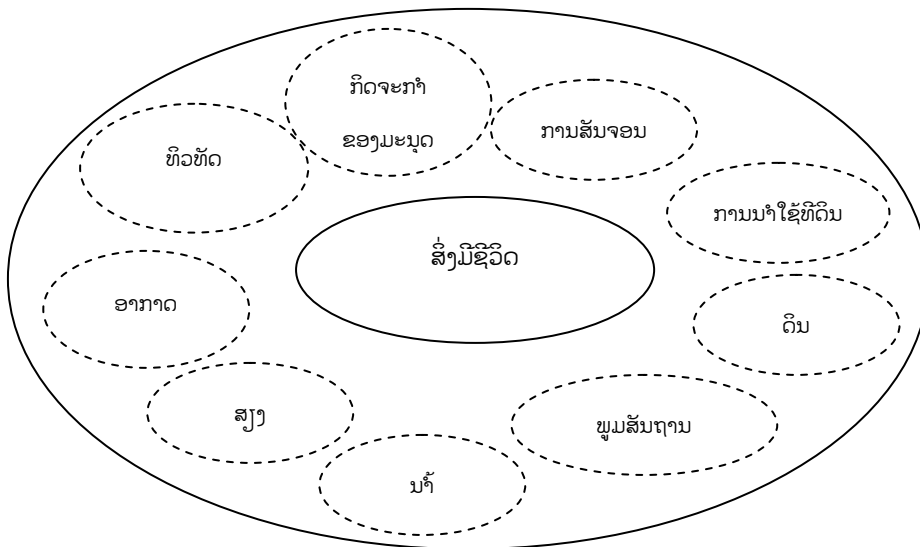 ກິດຈະກຳ
ຂອງມະນຸດ
ການສັນຈອນ
ທິວທັດ
ການນຳໃຊ້ທີ່ດິນ
ສິ່ງມີຊີວິດ
ອາກາດ
ດິນ
ສຽງ
ພູມສັນຖານ
ນ້ຳ